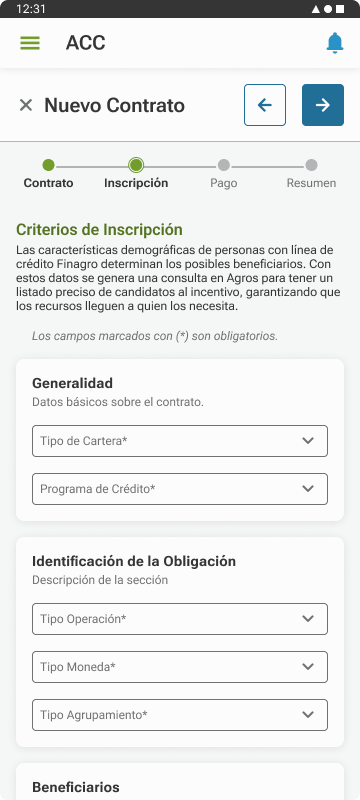 12:31
ACC
Nuevo Contrato
Contrato
Inscripción
Pago
Resumen
Criterios de Inscripción
Las características demográficas de personas con línea de
crédito Finagro determinan los posibles beneficiarios. Con
estos datos se genera una consulta en Agros para tener un
listado preciso de candidatos al incentivo, garantizando que
los recursos lleguen a quien los necesita.
Los campos marcados con (*) son obligatorios.
Generalidad
Datos básicos sobre el contrato.
Tipo de Cartera*
Programa de Crédito*
Identificación de la Obligación
Descripción de la sección
Tipo Operación*
Tipo Moneda*
Tipo Agrupamiento*
Beneficiarios